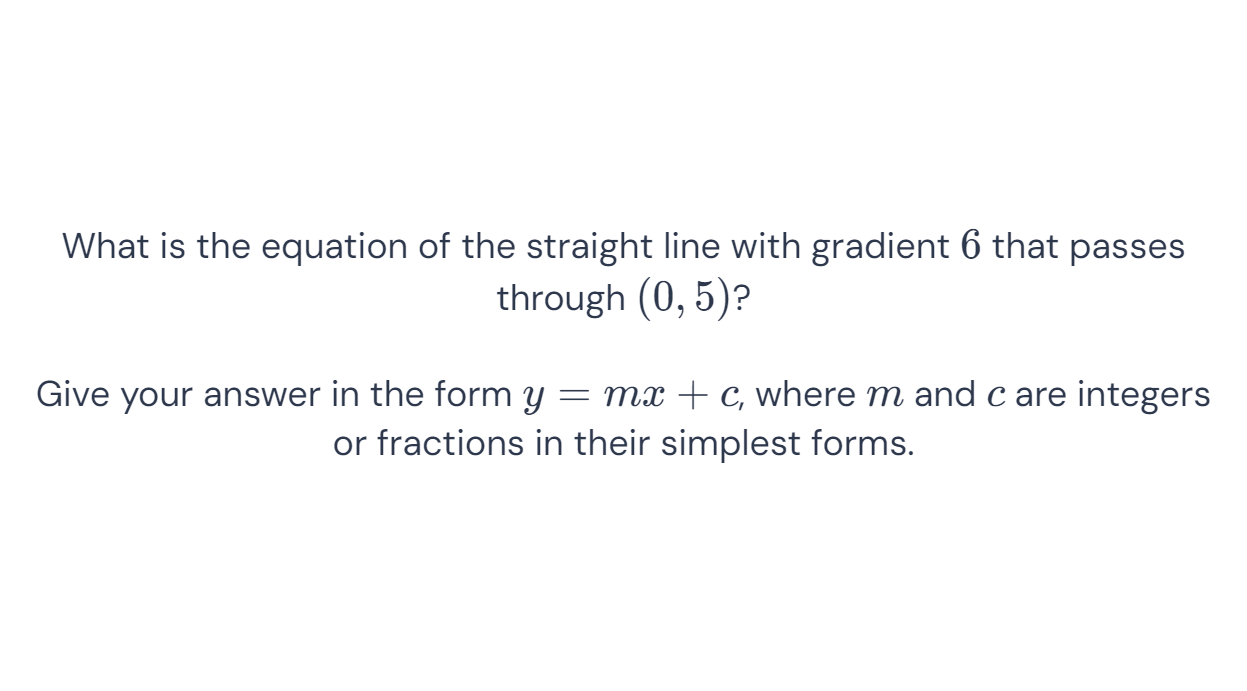 What is the equation of the straight line with gradient 6 that passes
through (0, 5)?
Give your answer in the form y = mx + c, where m and c are integers
or fractions in their simplest forms.